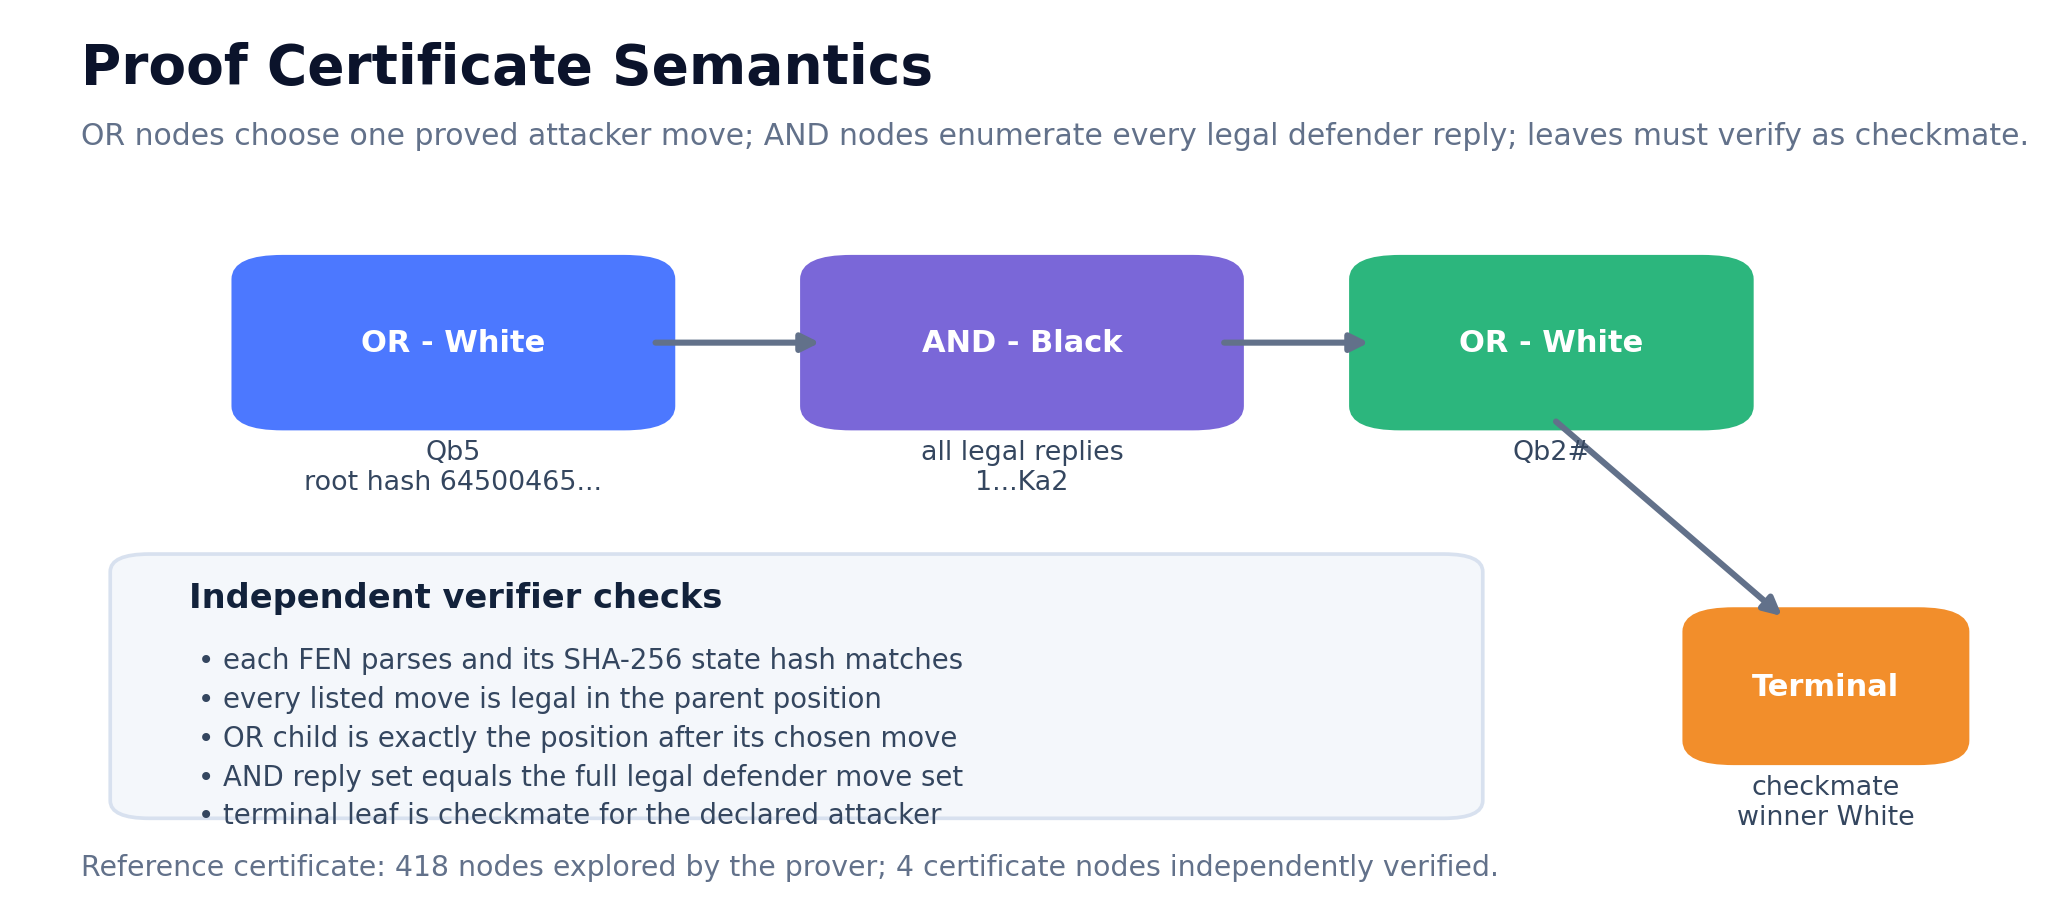 Proof Certificate Semantics
OR nodes choose one proved attacker move; AND nodes enumerate every legal defender reply; leaves must verify as checkmate.
OR - White
AND - Black
OR - White
Qb5
root hash 64500465...
all legal replies
1...Ka2
Qb2#
Independent verifier checks
• each FEN parses and its SHA-256 state hash matches
• every listed move is legal in the parent position
• OR child is exactly the position after its chosen move
• AND reply set equals the full legal defender move set
• terminal leaf is checkmate for the declared attacker
Terminal
checkmate
winner White
Reference certificate: 418 nodes explored by the prover; 4 certificate nodes independently verified.